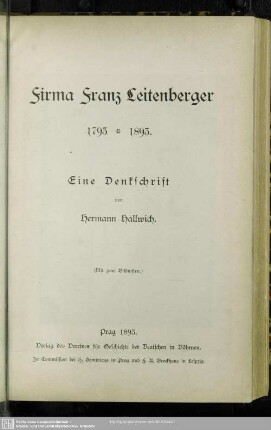 Firma Franz Leitenberger
1793 * 1893.
Eine Denkschrift
von
Hermann Hallwich.
(Mit zwei Bildnissen.)
Prag 1893.
Verlag des Vereines für Geschichte der Deutschen in Böhmen.
In Commission bei H. Dominicus in Prag und F. A. Brockhaus in Leipzig.